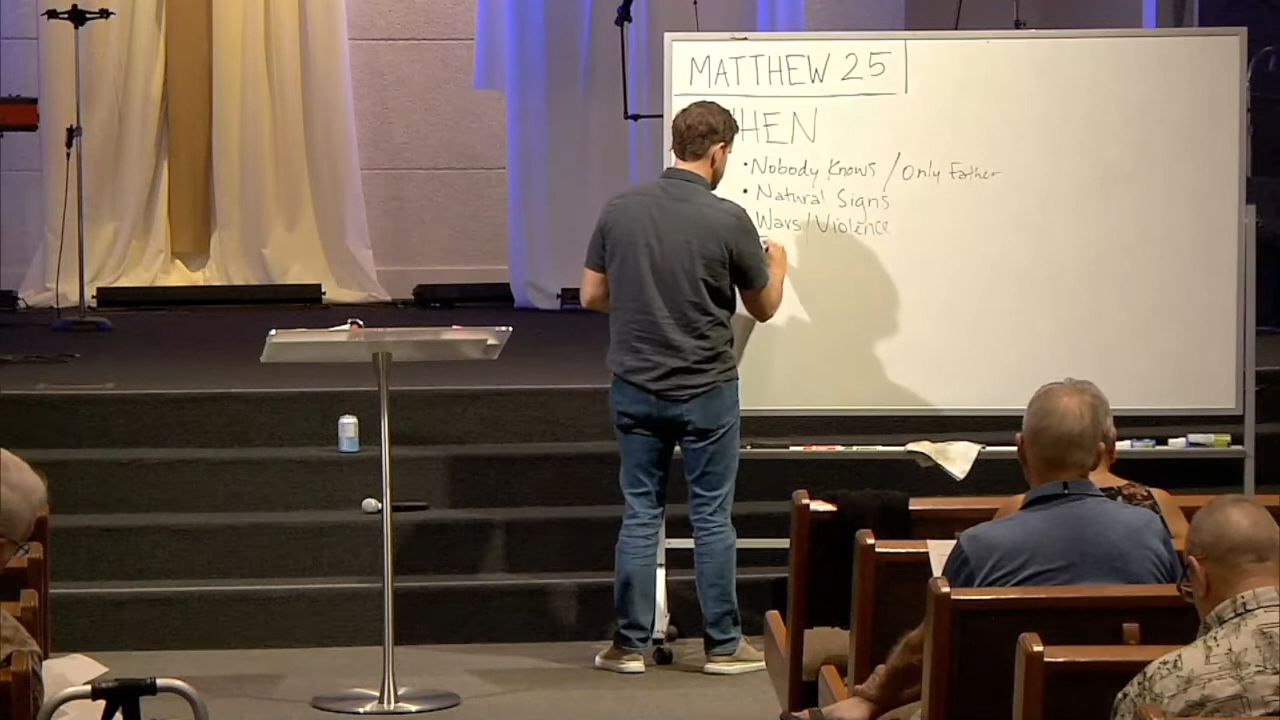 MATTHEW 25
HEN
• Nobody Knows / Only Father
• Natural Signs
Wars / Violence